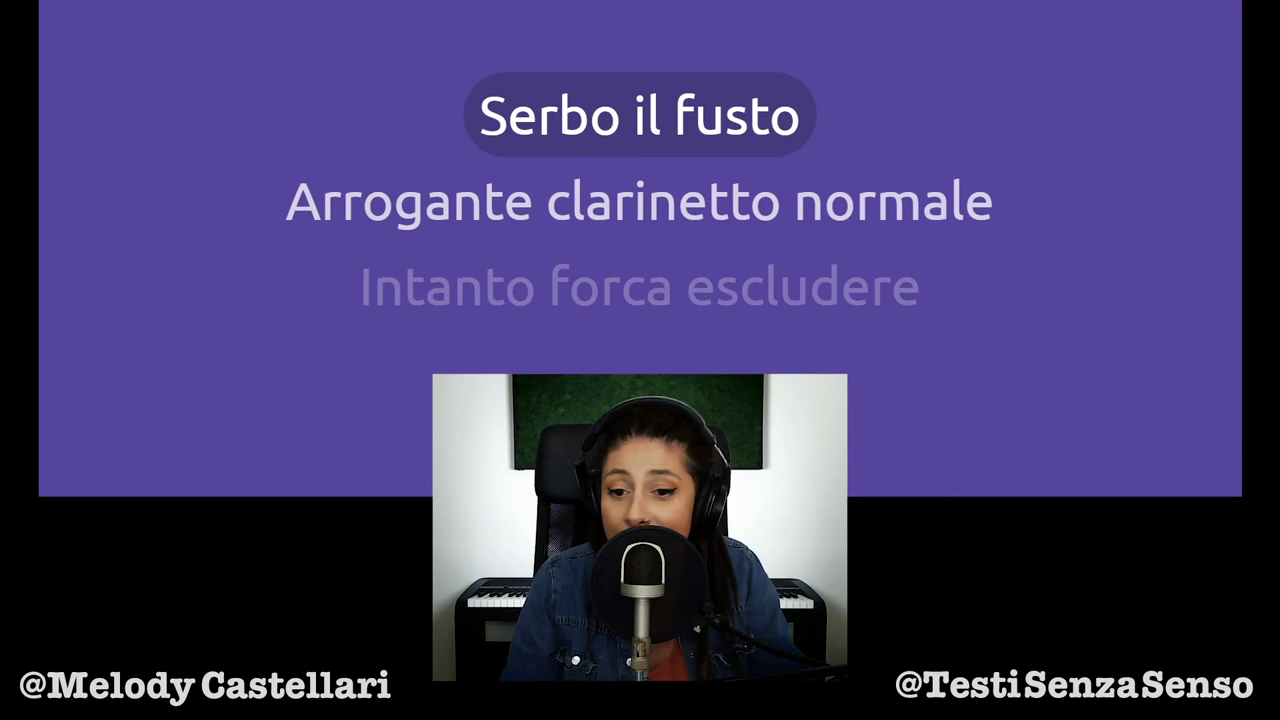 Serbo il fusto
Arrogante clarinetto normale
Intanto forca escludere
@Melody Castellari
@TestiSenzaSenso